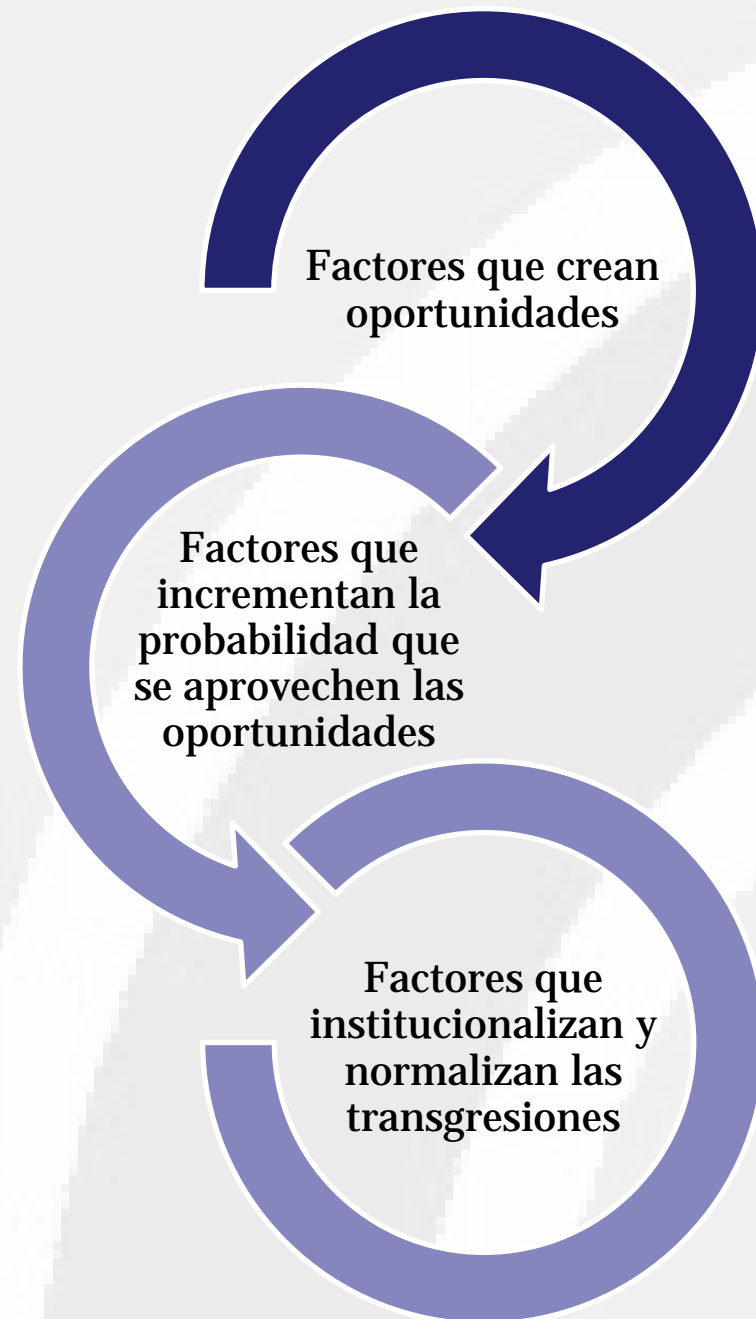 Factores que crean
oportunidades
Factores que
incrementan la
probabilidad que
se aprovechen las
oportunidades
Factores que
institucionalizan y
normalizan las
transgresiones